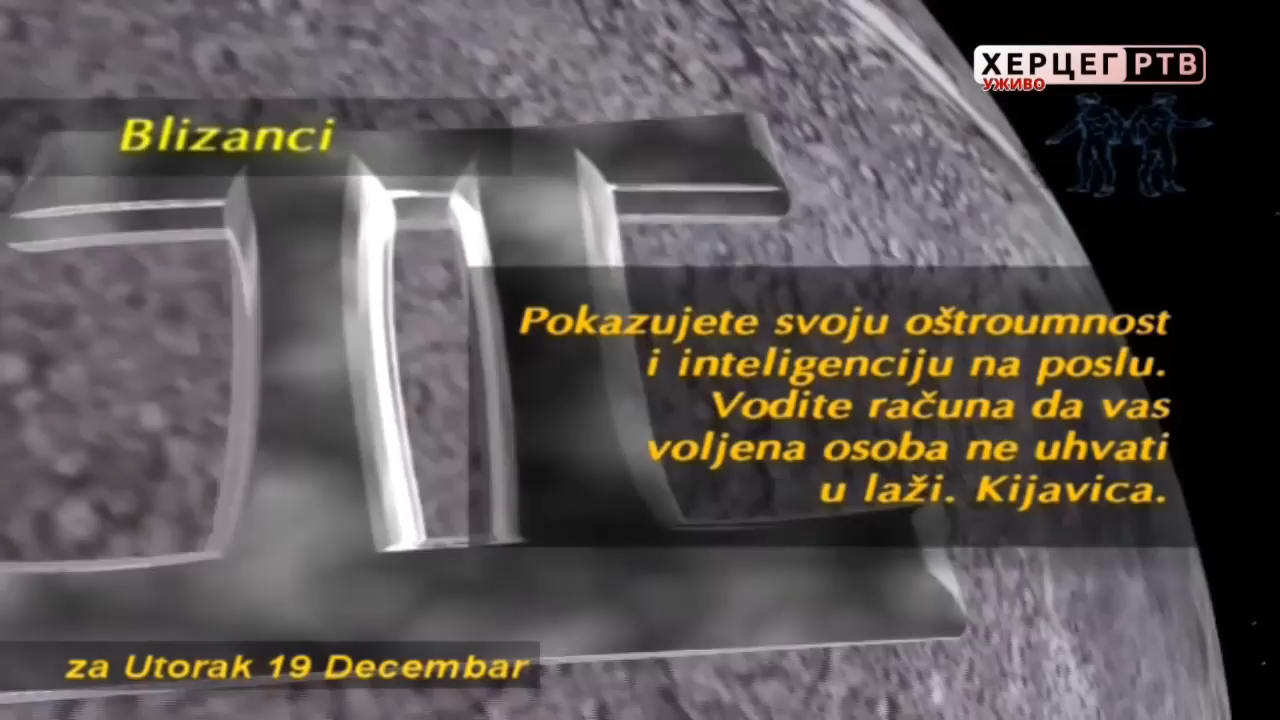 ХЕРЦЕГ РТВ
УЖИВО
Blizanci
Pokazujete svoju oštroumnost
i inteligenciju na poslu.
Vodite računa da vas
voljena osoba ne uhvati
u laži. Kijavica.
za Utorak 19 Decembar